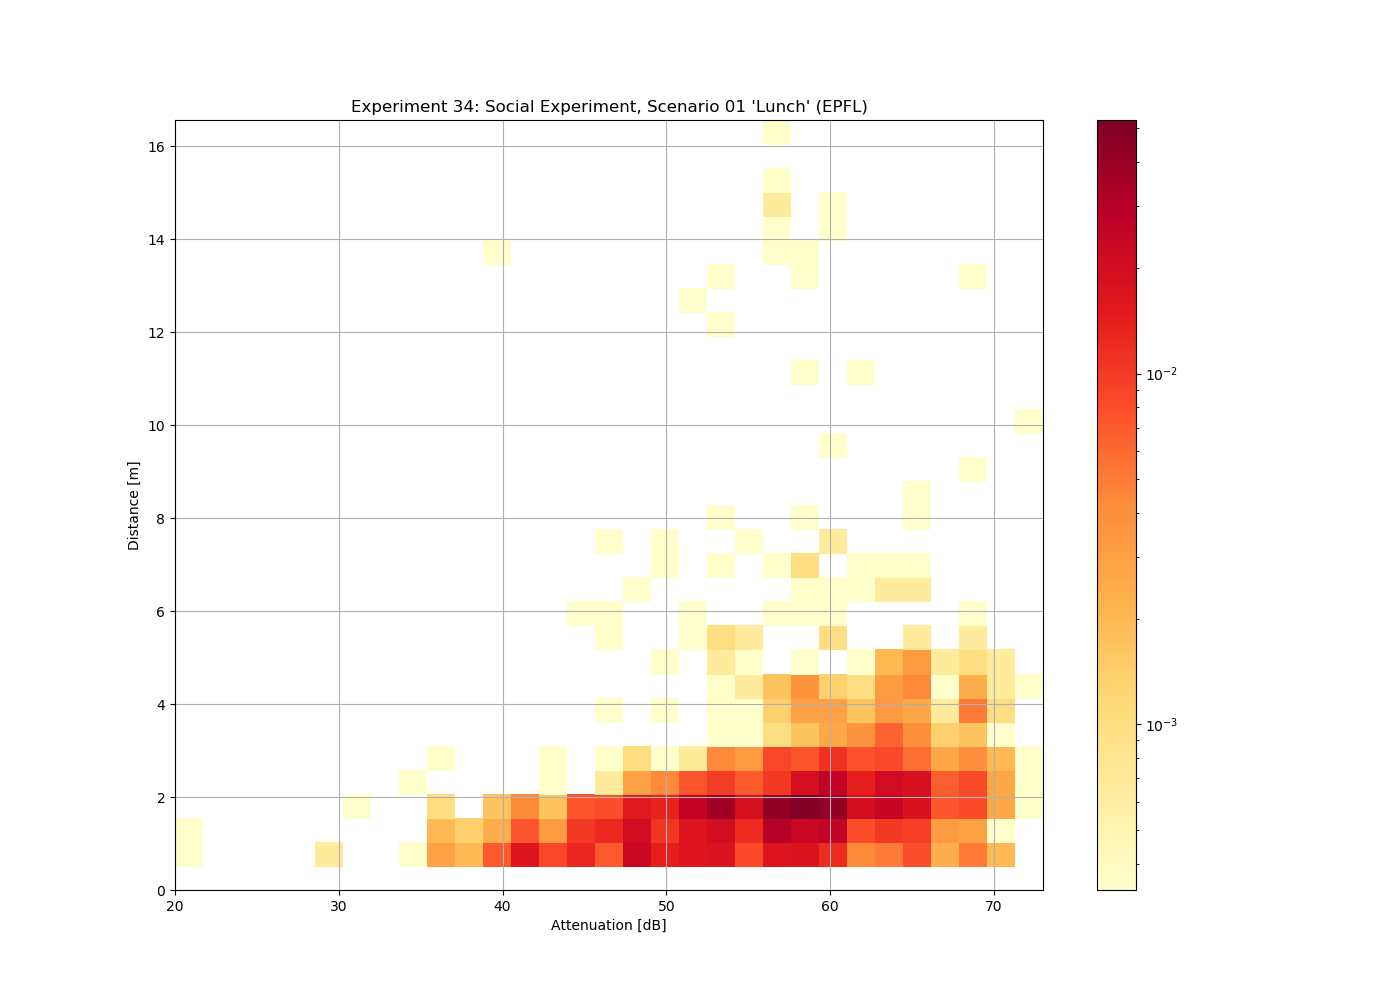 Experiment 34: Social Experiment, Scenario 01 'Lunch' (EPFL)
16
14
12
10
8
6
4
2
0
Distance [m]
20 30 40 50 60 70
Attenuation [dB]
10⁻²
10⁻³